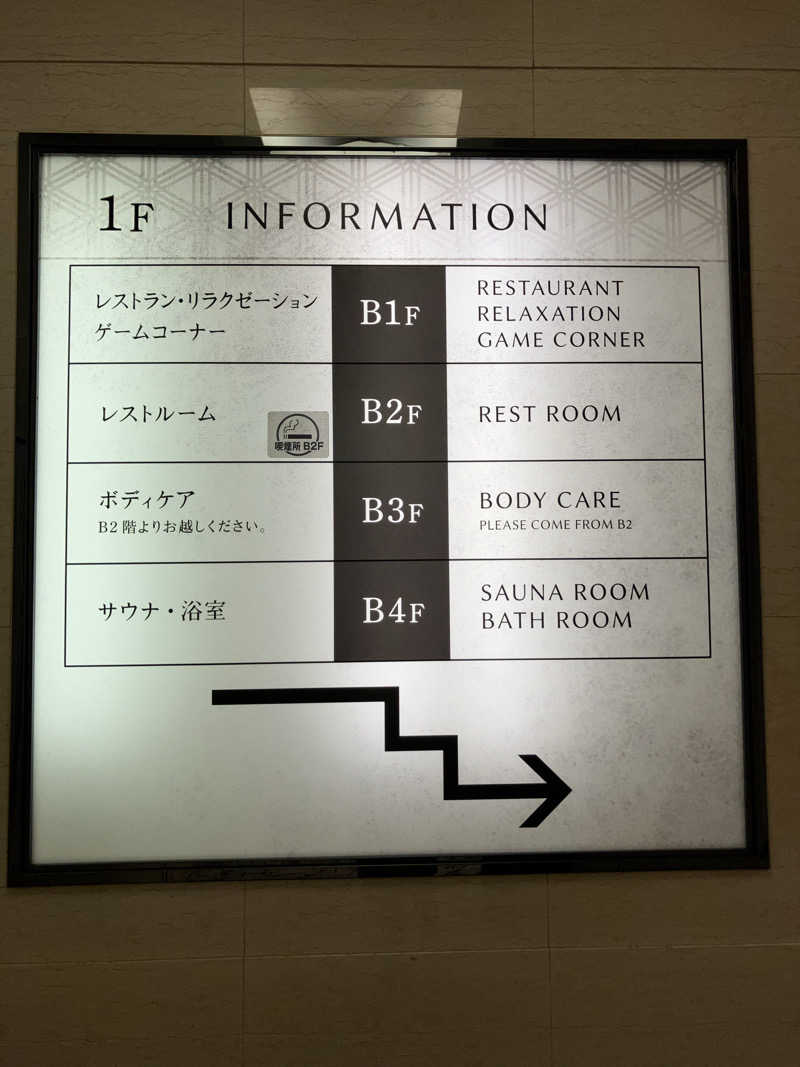 1F INFORMATION
レストラン・リラクゼーション
ゲームコーナー
B1F
RESTAURANT
RELAXATION
GAME CORNER
レストルーム
喫煙所 B2F
B2F
REST ROOM
ボディケア
B2階よりお越しください。
B3F
BODY CARE
PLEASE COME FROM B2
サウナ・浴室
B4F
SAUNA ROOM
BATH ROOM